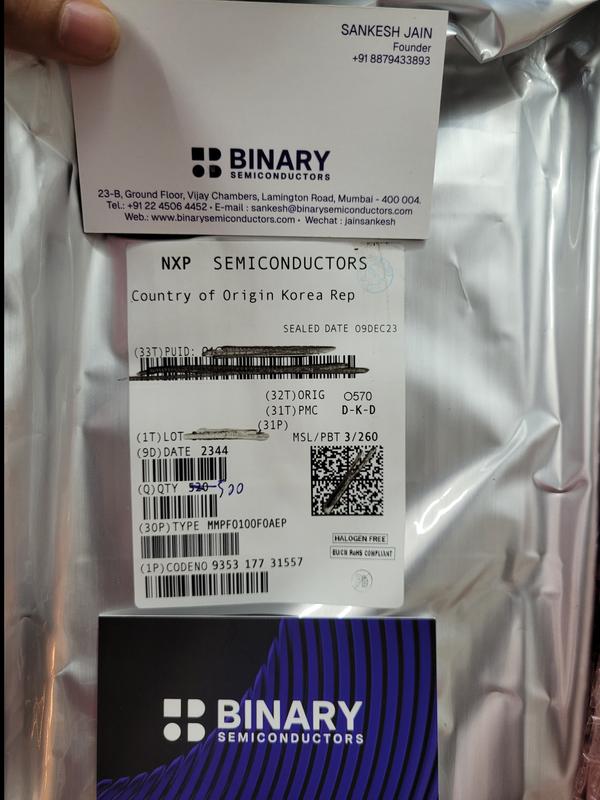 SANKESH JAIN
Founder
+91 8879433893
BINARY
SEMICONDUCTORS
23-B, Ground Floor, Vijay Chambers, Lamington Road, Mumbai - 400 004.
Tel.: +91 22 4506 4452 • E-mail : sankesh@binarysemiconductors.com
Web.: www.binarysemiconductors.com • Wechat : jainsankesh
NXP SEMICONDUCTORS
Country of Origin Korea Rep
SEALED DATE 09DEC23
(33T)PUID:
(32T)ORIG O570
(31T)PMC D-K-D
(31P)
(1T)LOT MSL/PBT 3/260
(9D)DATE 2344
(Q)QTY 520 500
(30P)TYPE MMPF0100F0AEP
HALOGEN FREE
EU/CN RoHS COMPLIANT
(1P)CODENO 9353 177 31557
BINARY
SEMICONDUCTORS